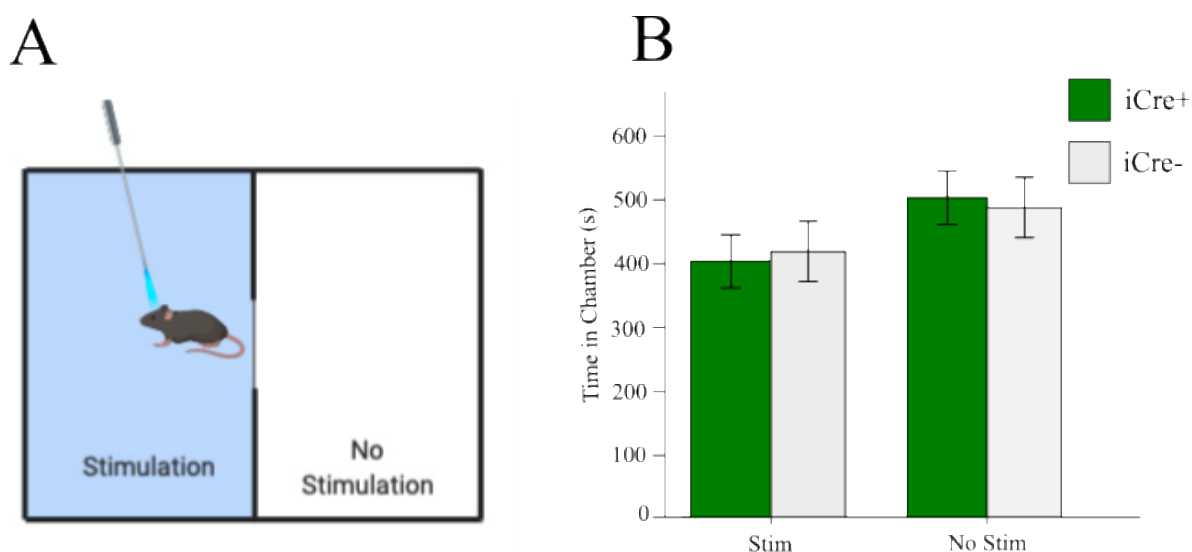 A
Stimulation
No
Stimulation
B
iCre+
iCre-
Time in Chamber (s)
600
500
400
300
200
100
0
Stim
No Stim